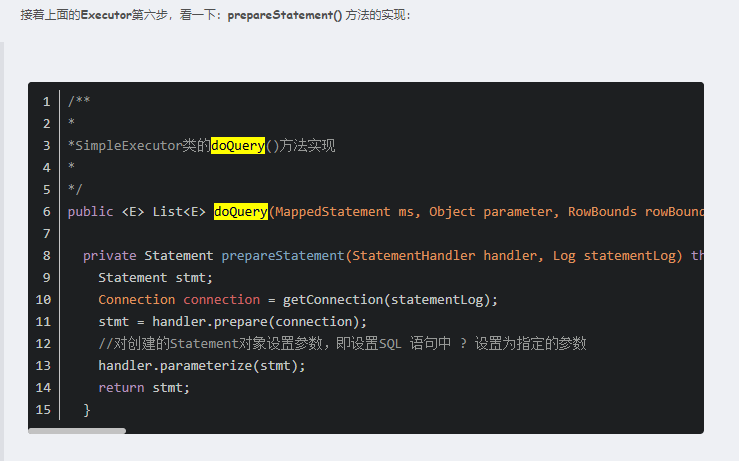 接着上面的Executor第六步，看一下：prepareStatement() 方法的实现：
1 /**
2 *
3 *SimpleExecutor类的doQuery()方法实现
4 *
5 */
6 public <E> List<E> doQuery(MappedStatement ms, Object parameter, RowBounds rowBound
7
8 private Statement prepareStatement(StatementHandler handler, Log statementLog) th
9 Statement stmt;
10 Connection connection = getConnection(statementLog);
11 stmt = handler.prepare(connection);
12 //对创建的Statement对象设置参数，即设置SQL 语句中 ? 设置为指定的参数
13 handler.parameterize(stmt);
14 return stmt;
15 }